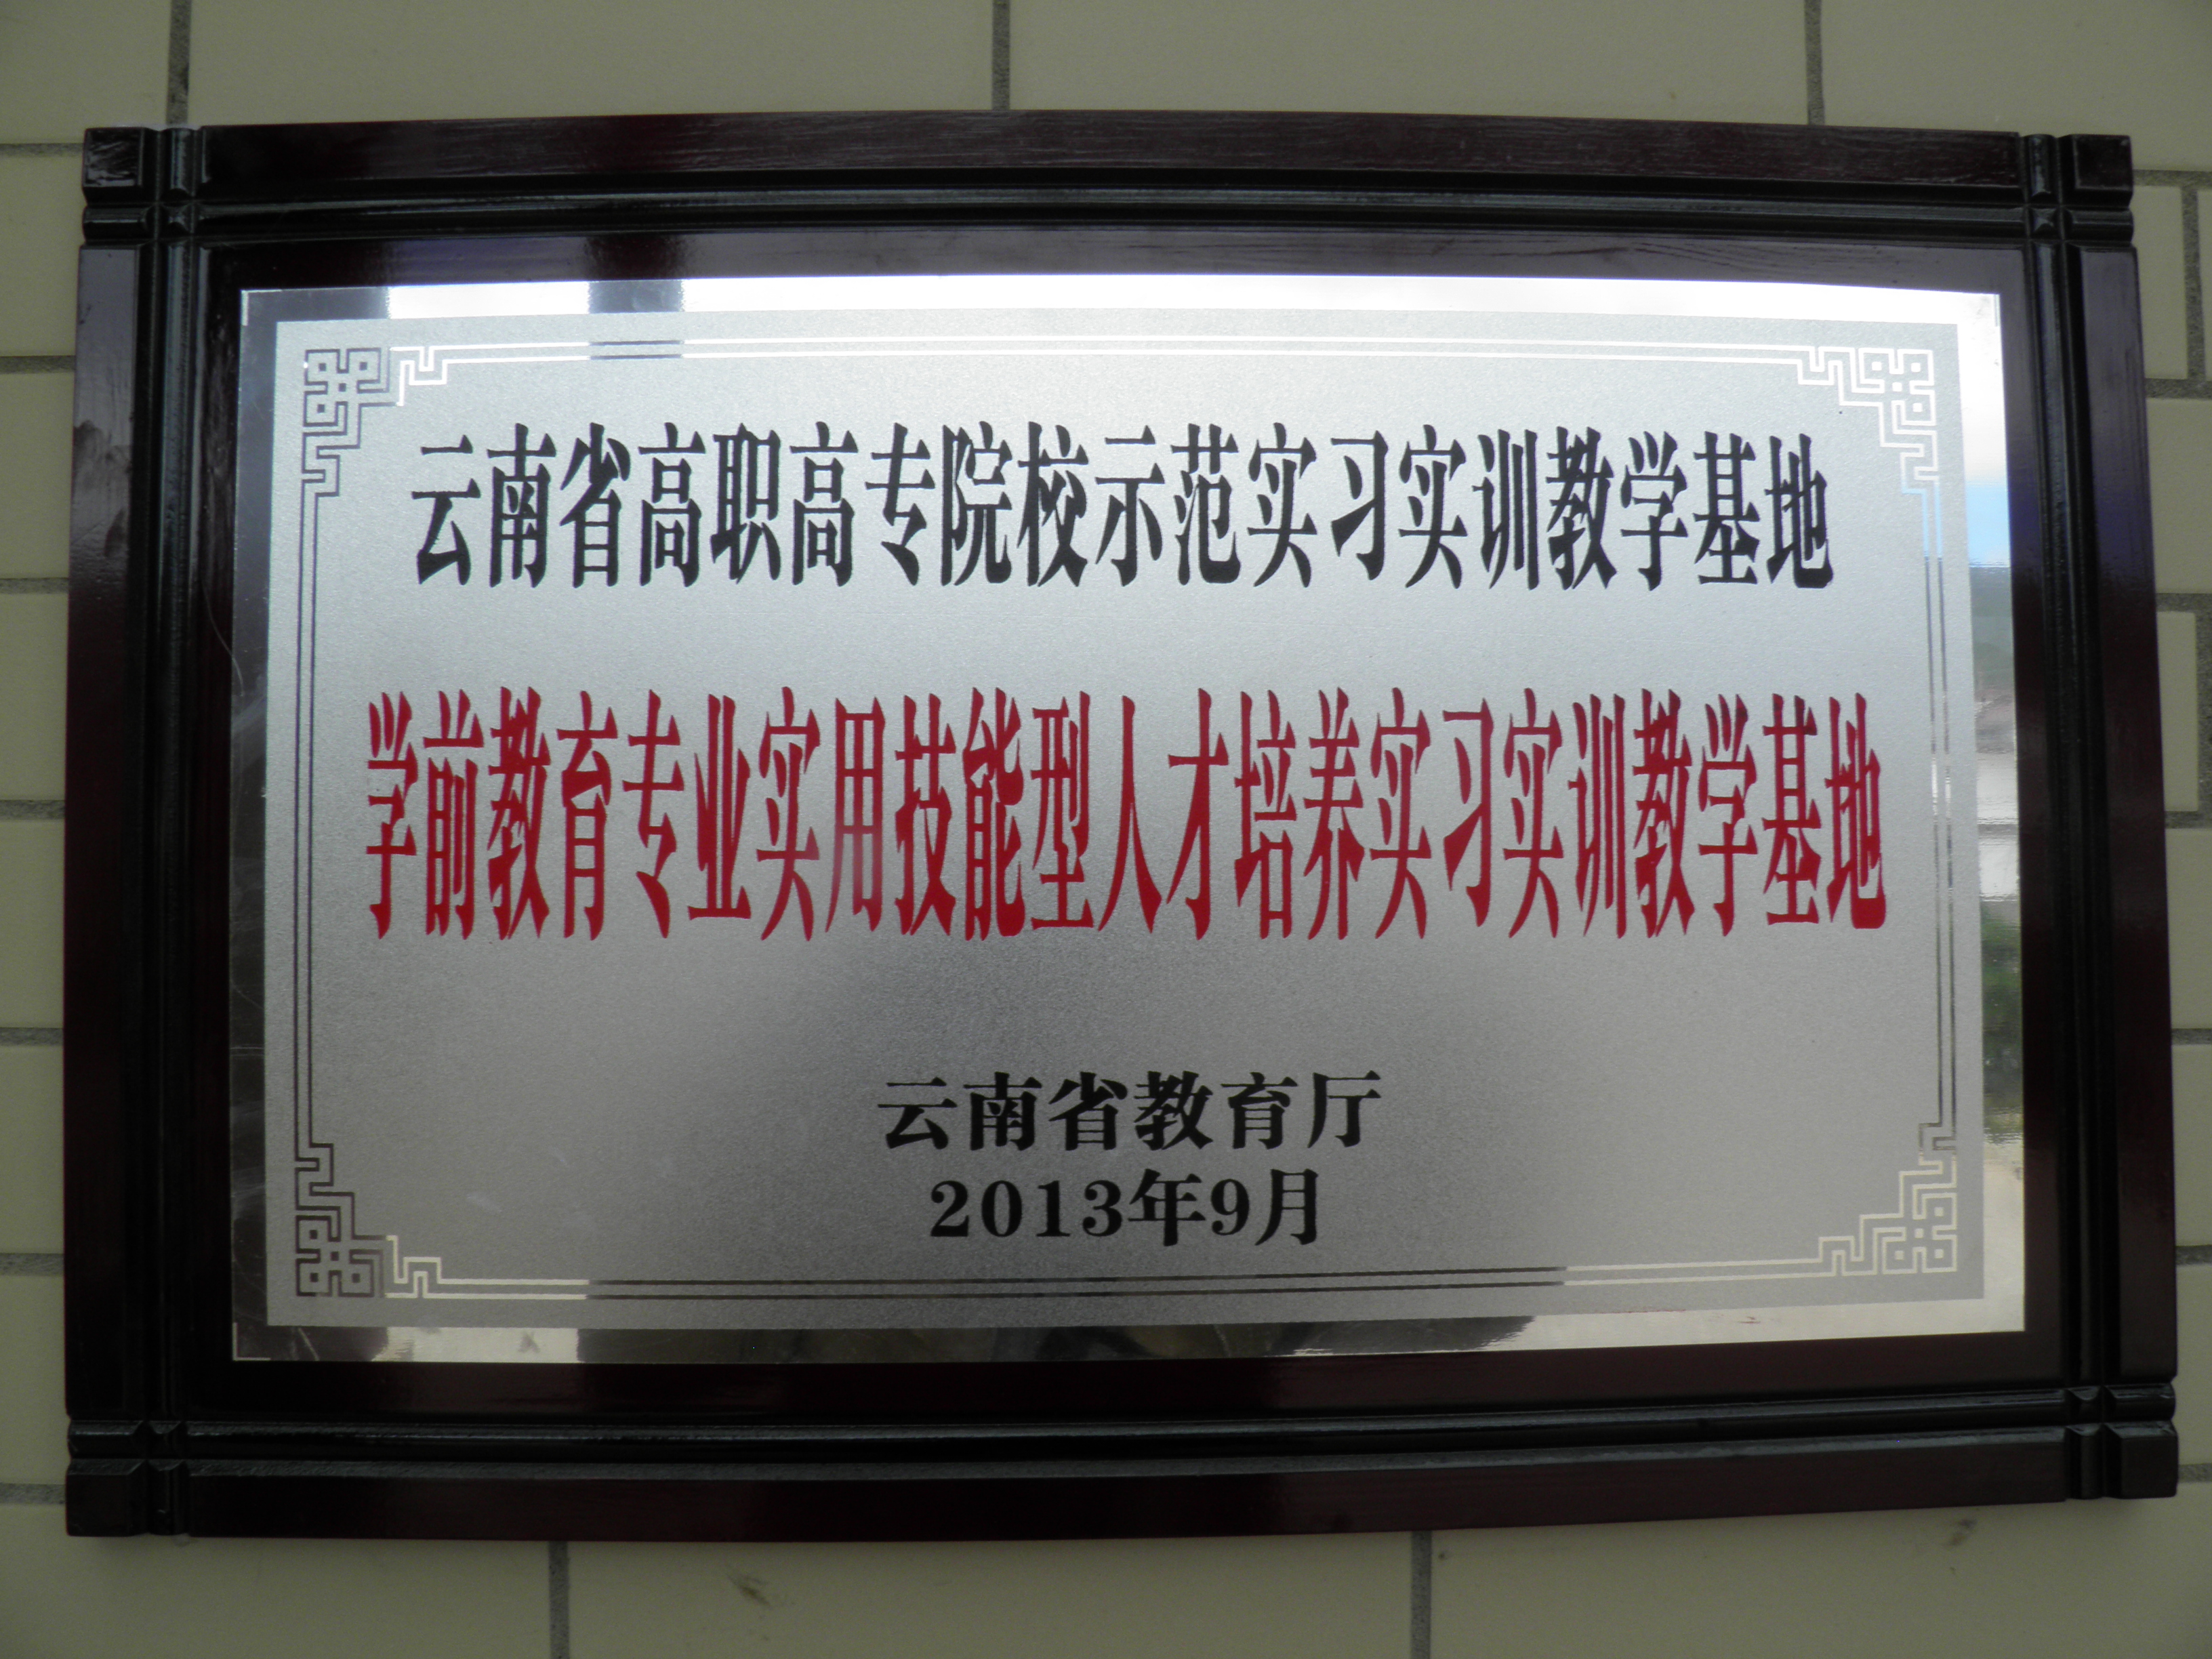 云南省高职高专院校示范实习实训教学基地
学前教育专业实用技能型人才培养实习实训教学基地
云南省教育厅
2013年9月